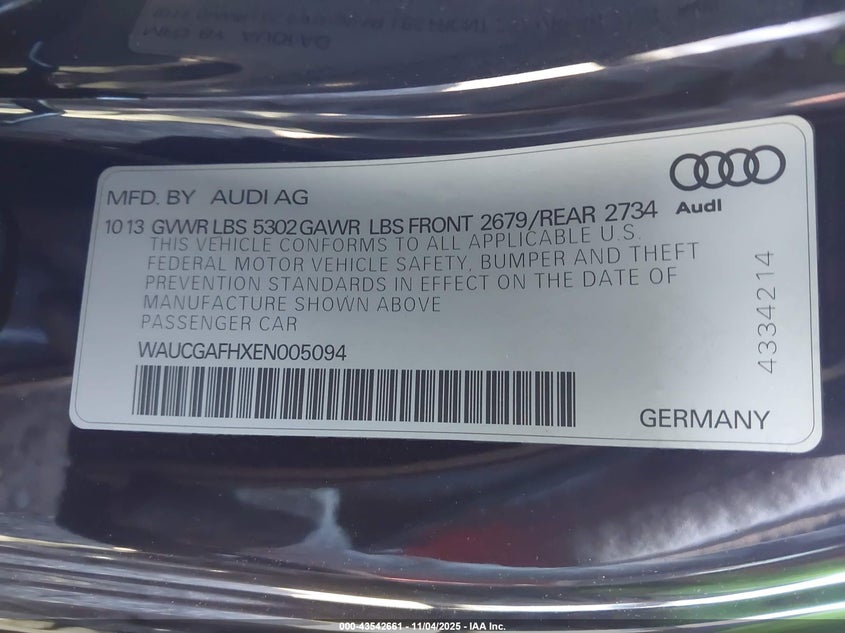 MFD. BY AUDI AG
Audi
10 13 GVWR LBS 5302 GAWR LBS FRONT 2679/REAR 2734
THIS VEHICLE CONFORMS TO ALL APPLICABLE U.S.
FEDERAL MOTOR VEHICLE SAFETY, BUMPER AND THEFT
PREVENTION STANDARDS IN EFFECT ON THE DATE OF
MANUFACTURE SHOWN ABOVE
PASSENGER CAR
WAUCGAFHXEN005094
4334214
GERMANY
000-43542661 - 11/04/2025 - IAA Inc.